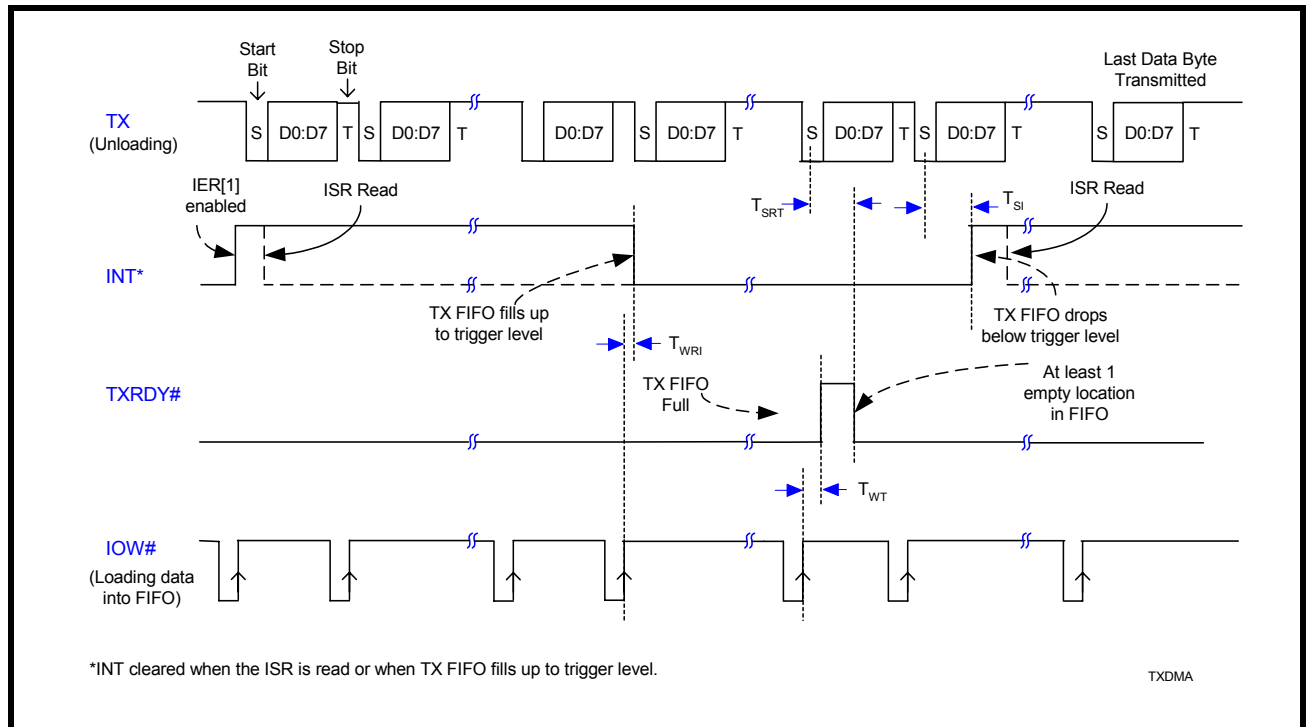 Start
Bit
Stop
Bit
Last Data Byte
Transmitted
TX
(Unloading)
S D0:D7 T S D0:D7 T D0:D7 T S D0:D7 T S D0:D7 T S D0:D7 T S D0:D7 T
IER[1]
enabled
ISR Read
TSRT
TSI
ISR Read
INT*
TX FIFO fills up
to trigger level
TX FIFO drops
below trigger level
TWRI
TXRDY#
TX FIFO
Full
At least 1
empty location
in FIFO
TWT
IOW#
(Loading data
into FIFO)
*INT cleared when the ISR is read or when TX FIFO fills up to trigger level.
TXDMA